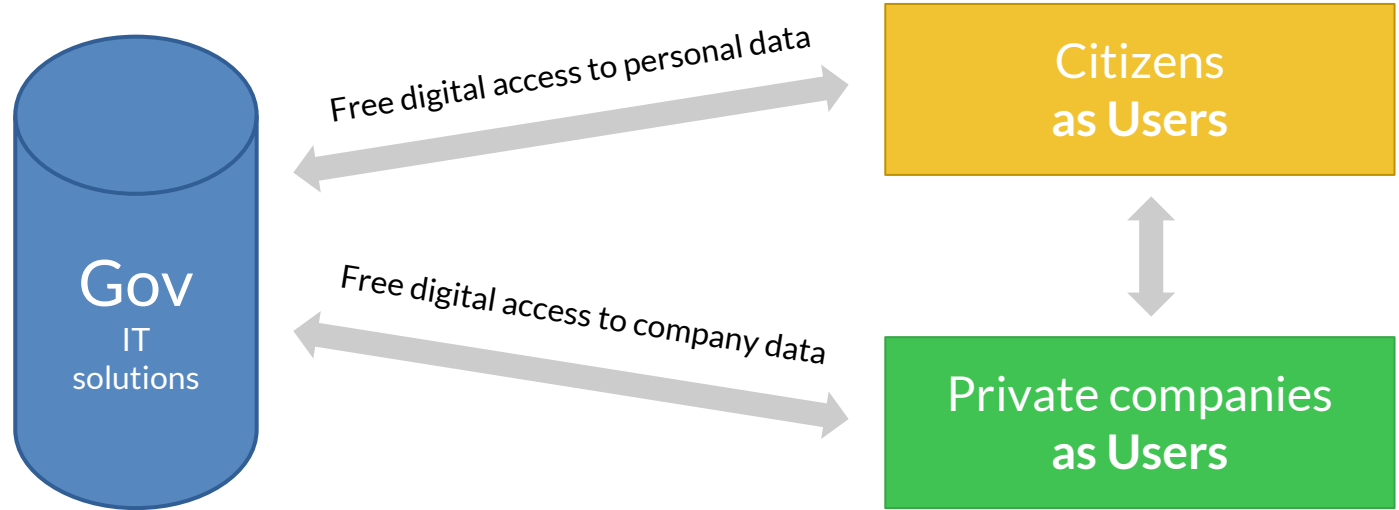 Free digital access to personal data
Citizens
as Users
Gov
IT
solutions
Free digital access to company data
Private companies
as Users